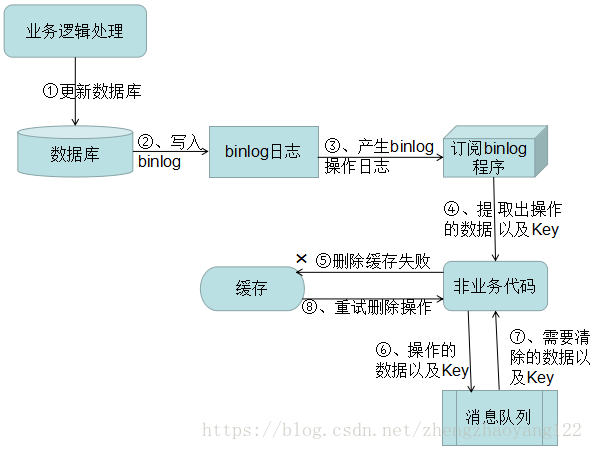 业务逻辑处理
①更新数据库
数据库
②、写入
binlog
binlog日志
③、产生binlog
操作日志
订阅binlog
程序
④、提取出操作
的数据以及Key
⑤删除缓存失败
缓存
⑧、重试删除操作
非业务代码
⑥、操作的
数据以及Key
⑦、需要清
除的数据以
及Key
消息队列
https://blog.csdn.net/zhengzhaoyang122